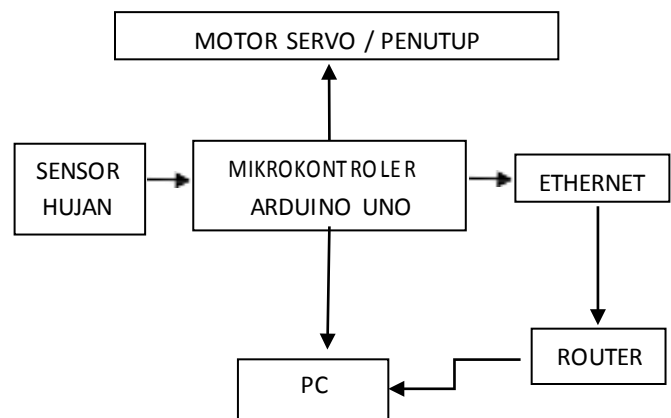 MOTOR SERVO / PENUTUP
SENSOR
HUJAN
MIKROKONTROLER
ARDUINO UNO
ETHERNET
ROUTER
PC